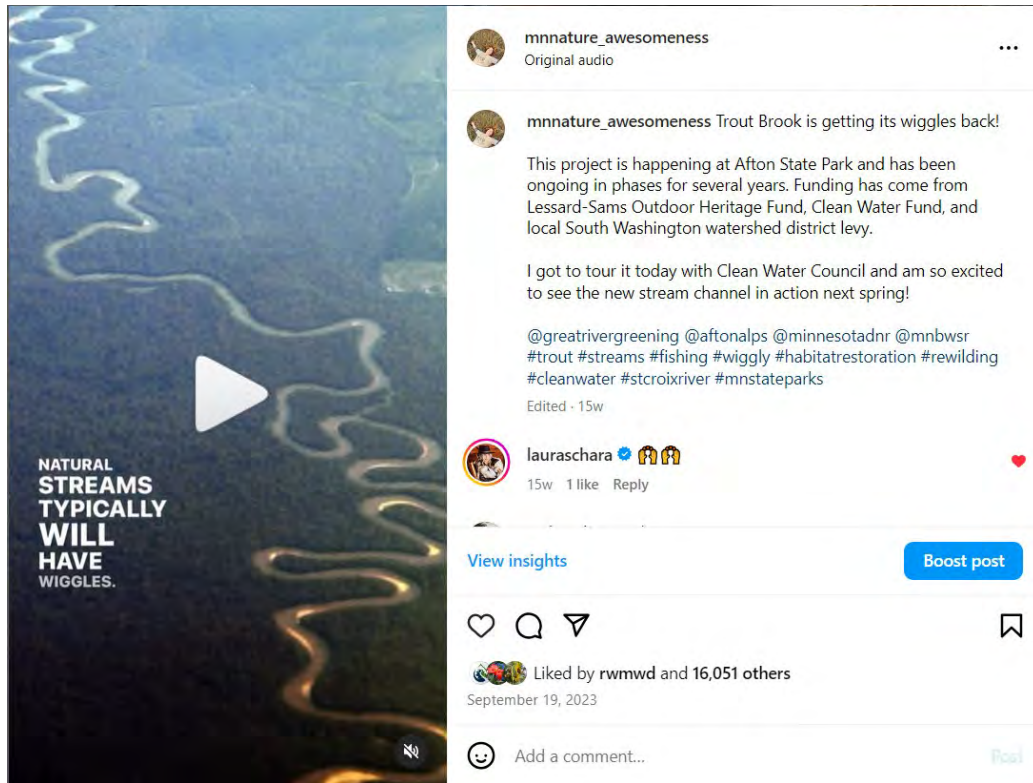 NATURAL
STREAMS
TYPICALLY
WILL
HAVE
WIGGLES.
mnnature_awesomeness
Original audio
mnnature_awesomeness Trout Brook is getting its wiggles back!
This project is happening at Afton State Park and has been
ongoing in phases for several years. Funding has come from
Lessard-Sams Outdoor Heritage Fund, Clean Water Fund, and
local South Washington watershed district levy.
I got to tour it today with Clean Water Council and am so excited
to see the new stream channel in action next spring!
@greatrivergreening @aftonalps @minnesotadnr @mnbwsr
#trout #streams #fishing #wiggly #habitatrestoration #rewilding
#cleanwater #stcroixriver #mnstateparks
Edited · 15w
lauraschara
15w 1 like Reply
View insights
Boost post
Liked by rwmwd and 16,051 others
September 19, 2023
Add a comment...
Post